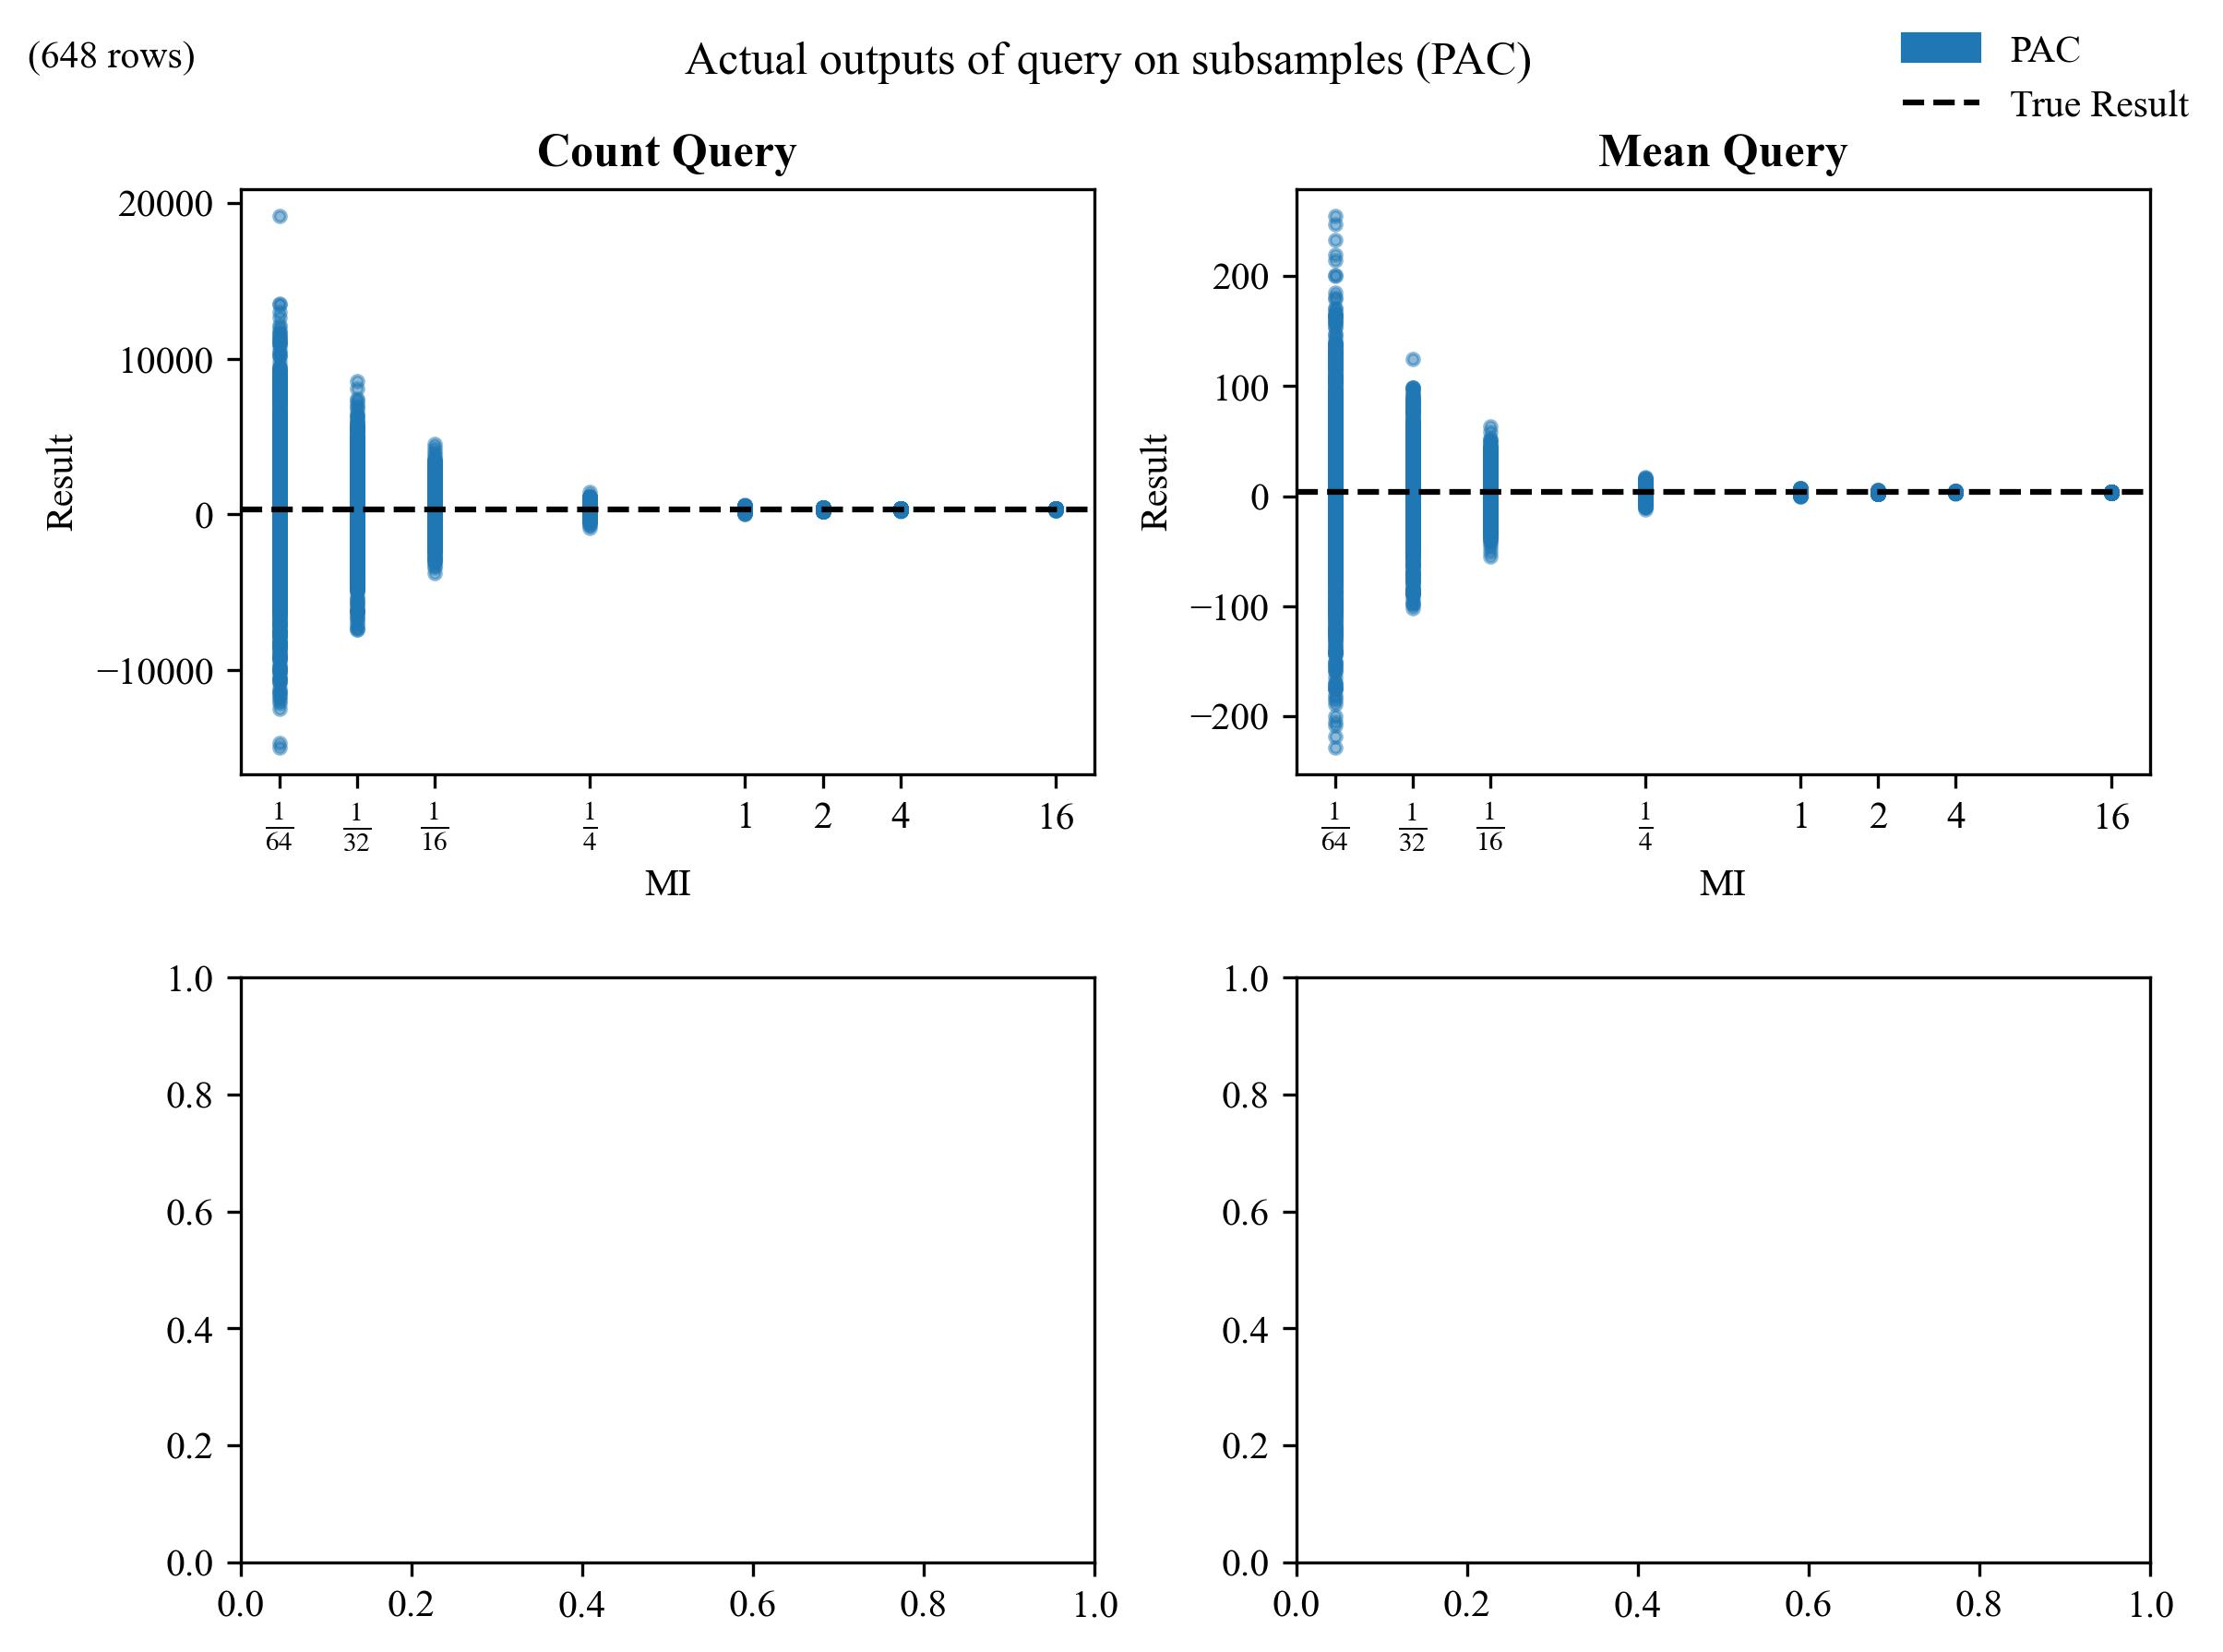 (648 rows)
Actual outputs of query on subsamples (PAC)
PAC
True Result
Count Query
20000
10000
0
−10000
Result
1/64 1/32 1/16 1/4 1 2 4 16
MI
Mean Query
200
100
0
−100
−200
Result
1/64 1/32 1/16 1/4 1 2 4 16
MI
1.0
0.8
0.6
0.4
0.2
0.0
0.0 0.2 0.4 0.6 0.8 1.0
1.0
0.8
0.6
0.4
0.2
0.0
0.0 0.2 0.4 0.6 0.8 1.0